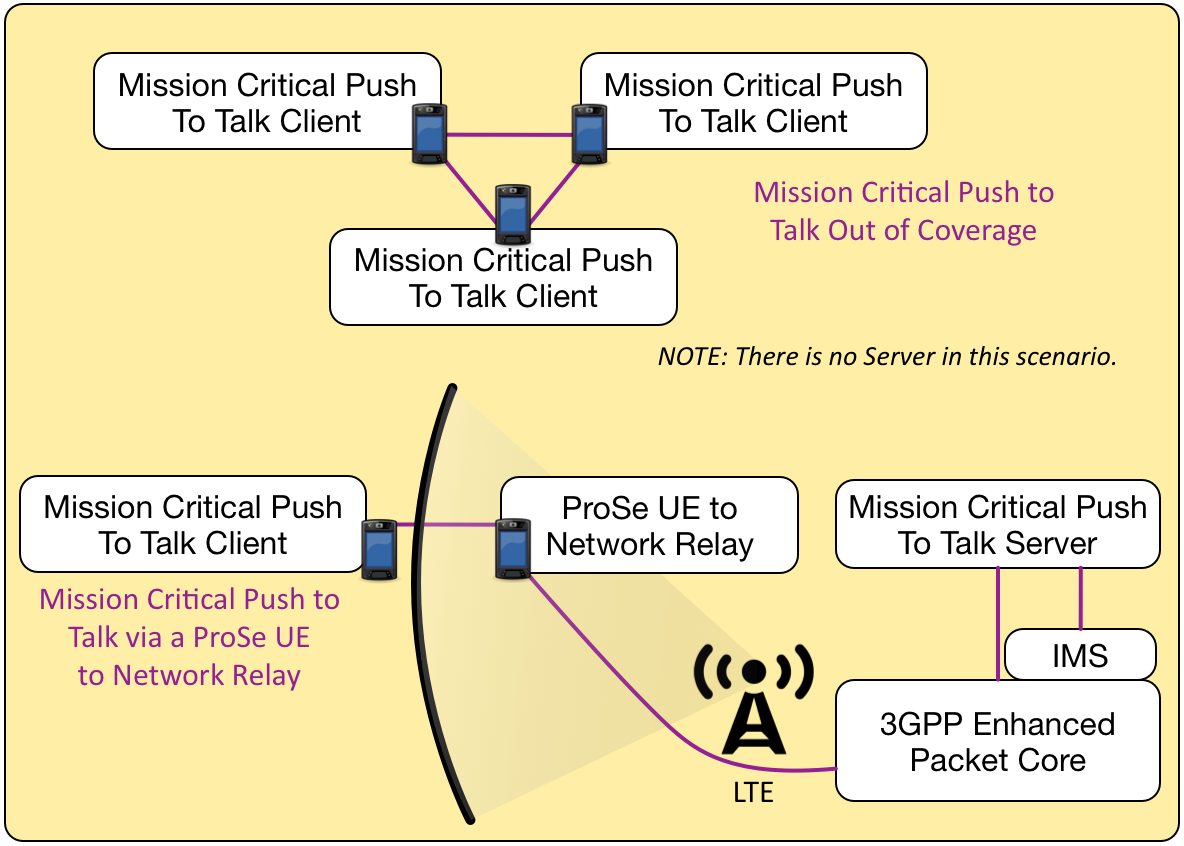 Mission Critical Push
To Talk Client
Mission Critical Push
To Talk Client
Mission Critical Push to
Talk Out of Coverage
Mission Critical Push
To Talk Client
NOTE: There is no Server in this scenario.
Mission Critical Push
To Talk Client
ProSe UE to
Network Relay
Mission Critical Push
To Talk Server
Mission Critical Push to
Talk via a ProSe UE
to Network Relay
IMS
3GPP Enhanced
Packet Core
LTE